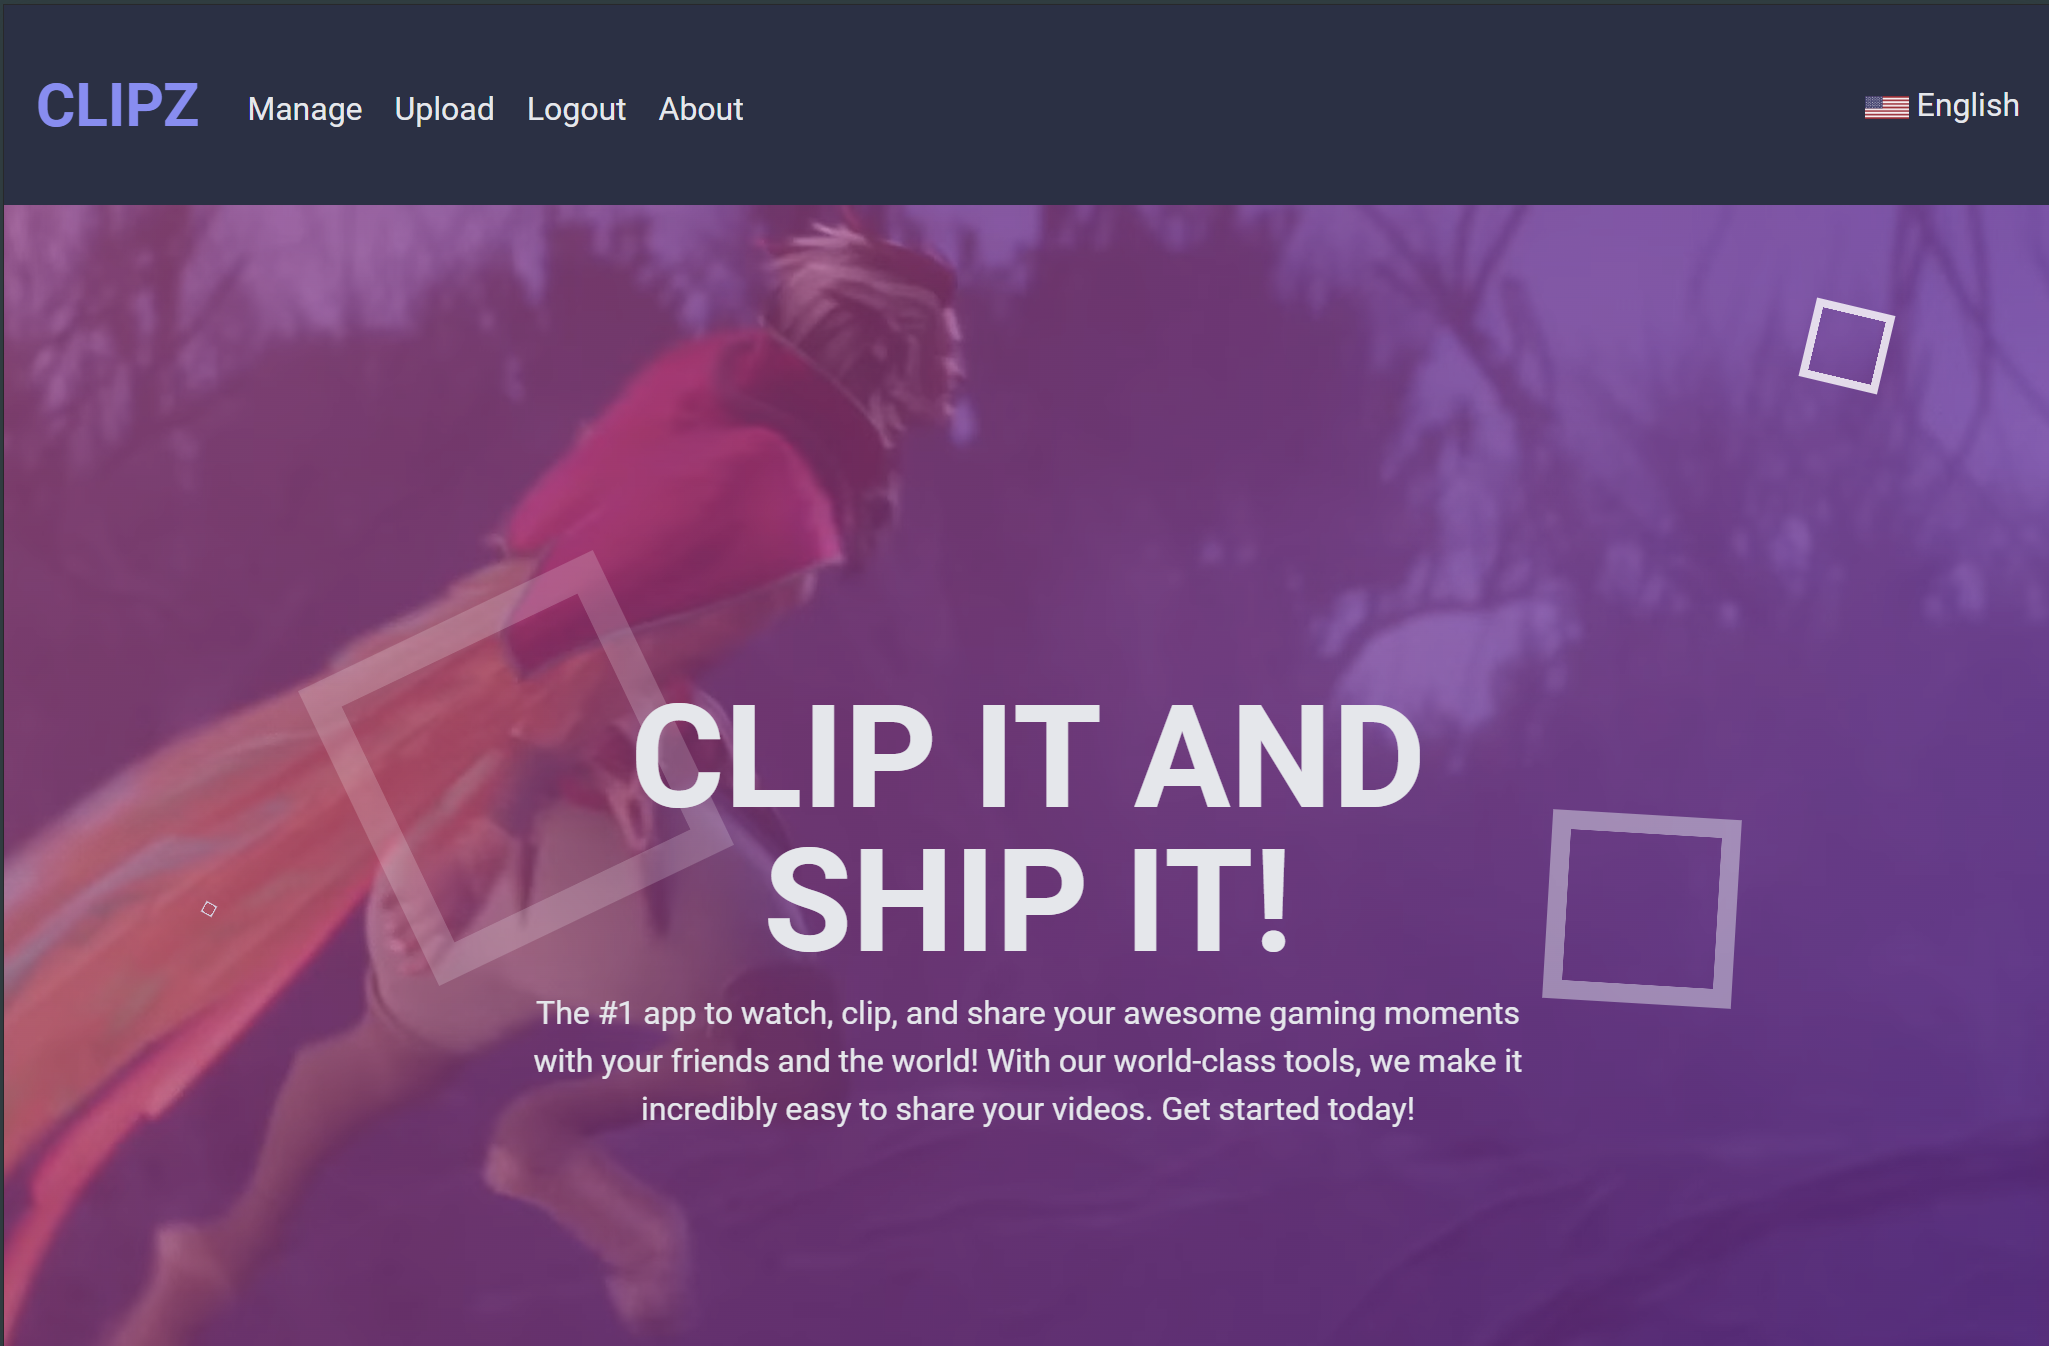 CLIPZ Manage Upload Logout About English
CLIP IT AND
SHIP IT!
The #1 app to watch, clip, and share your awesome gaming moments
with your friends and the world! With our world-class tools, we make it
incredibly easy to share your videos. Get started today!